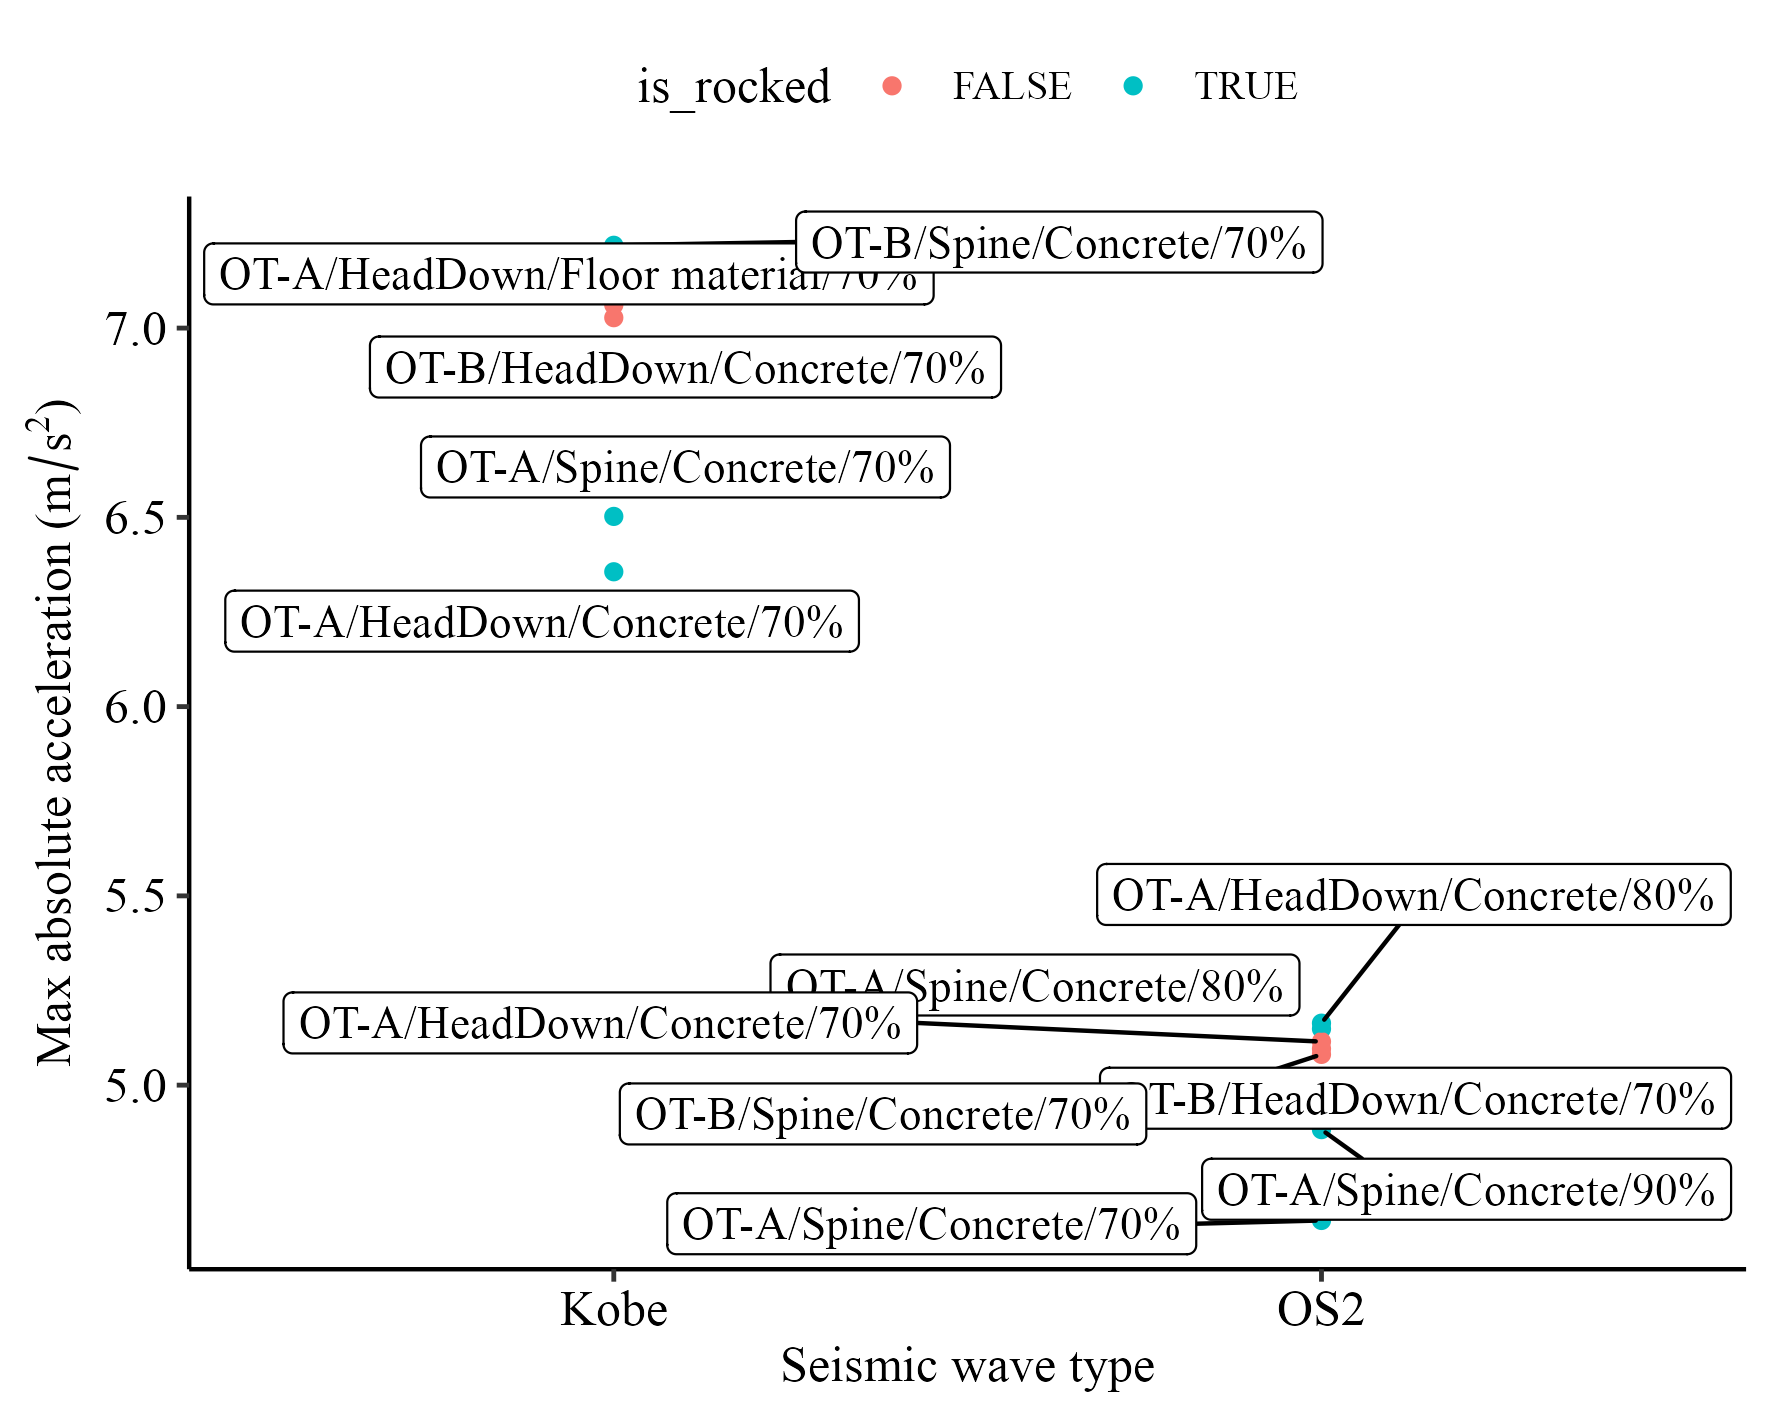 is_rocked FALSE TRUE
OT-B/Spine/Concrete/70%
OT-A/HeadDown/Floor material/70%
7.0
OT-B/HeadDown/Concrete/70%
OT-A/Spine/Concrete/70%
6.5
OT-A/HeadDown/Concrete/70%
6.0
5.5
OT-A/HeadDown/Concrete/80%
OT-A/Spine/Concrete/80%
OT-A/HeadDown/Concrete/70%
5.0
T-B/HeadDown/Concrete/70%
OT-B/Spine/Concrete/70%
OT-A/Spine/Concrete/90%
OT-A/Spine/Concrete/70%
Max absolute acceleration (m/s²)
Kobe OS2
Seismic wave type